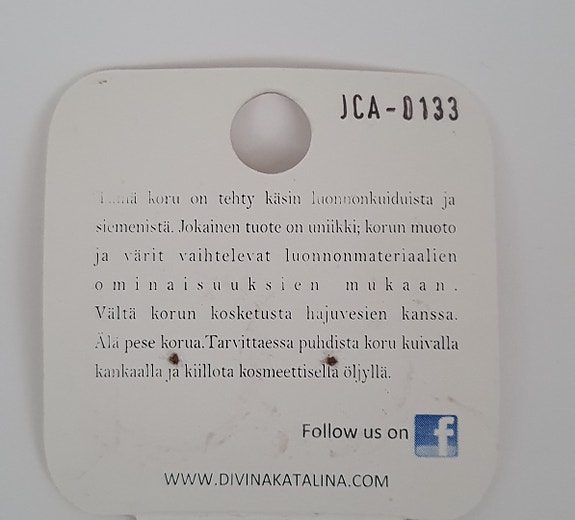 JCA-0133
Tämä koru on tehty käsin luonnonkuiduista ja
siemenistä. Jokainen tuote on uniikki; korun muoto
ja värit vaihtelevat luonnonmateriaalien
ominaisuuksien mukaan.
Vältä korun kosketusta hajuvesien kanssa.
Älä pese korua.Tarvittaessa puhdista koru kuivalla
kankaalla ja kiillota kosmeettisella öljyllä.
Follow us on f
WWW.DIVINAKATALINA.COM